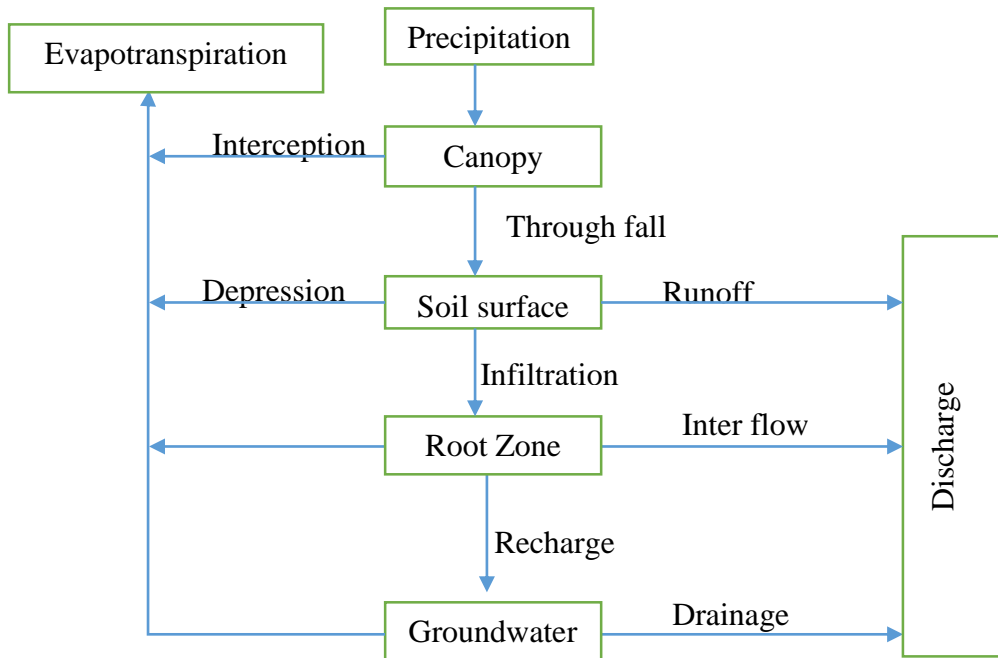 Precipitation
Evapotranspiration
Interception
Canopy
Through fall
Depression
Soil surface
Runoff
Infiltration
Root Zone
Inter flow
Discharge
Recharge
Groundwater
Drainage